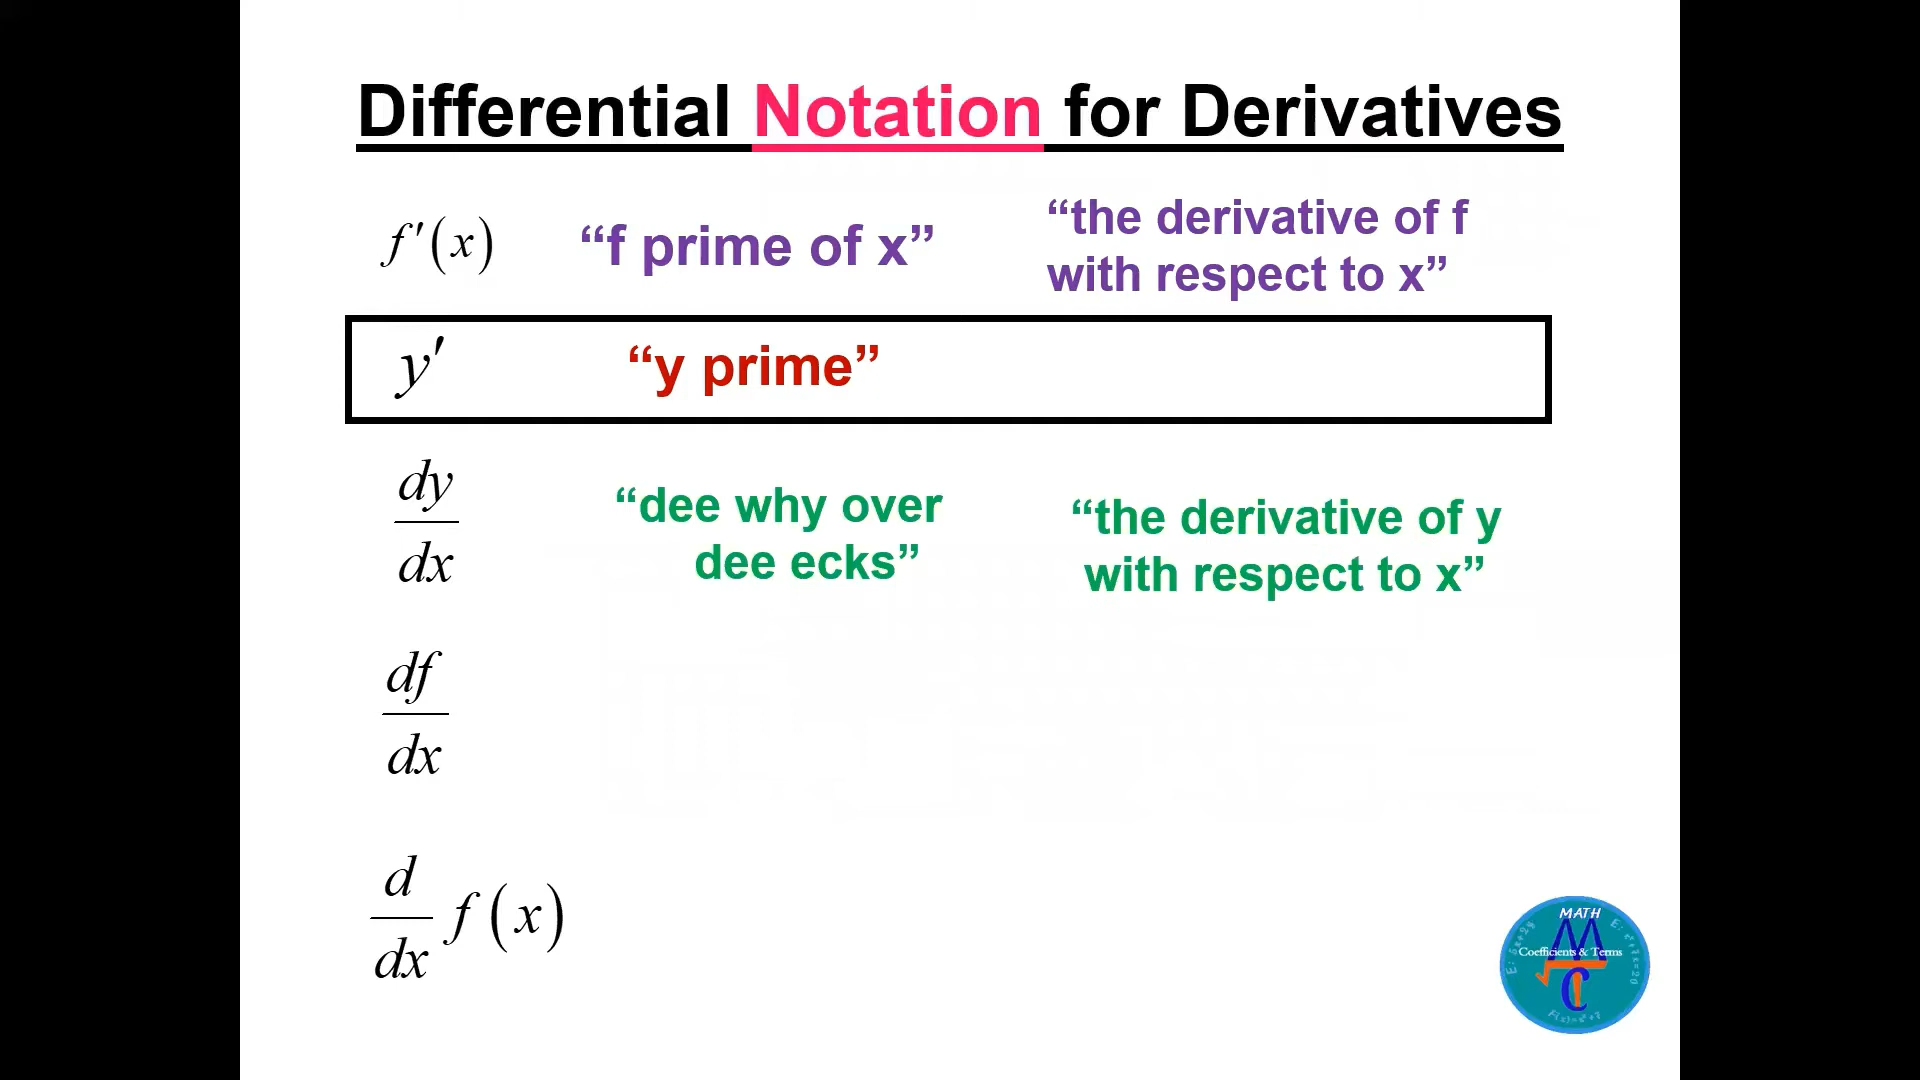 Differential Notation for Derivatives
f′(x) “f prime of x” “the derivative of f
with respect to x”
y′ “y prime”
dy
dx
“dee why over
dee ecks”
“the derivative of y
with respect to x”
df
dx
d
dx
f(x)
MATH
Coefficients & Terms
MC